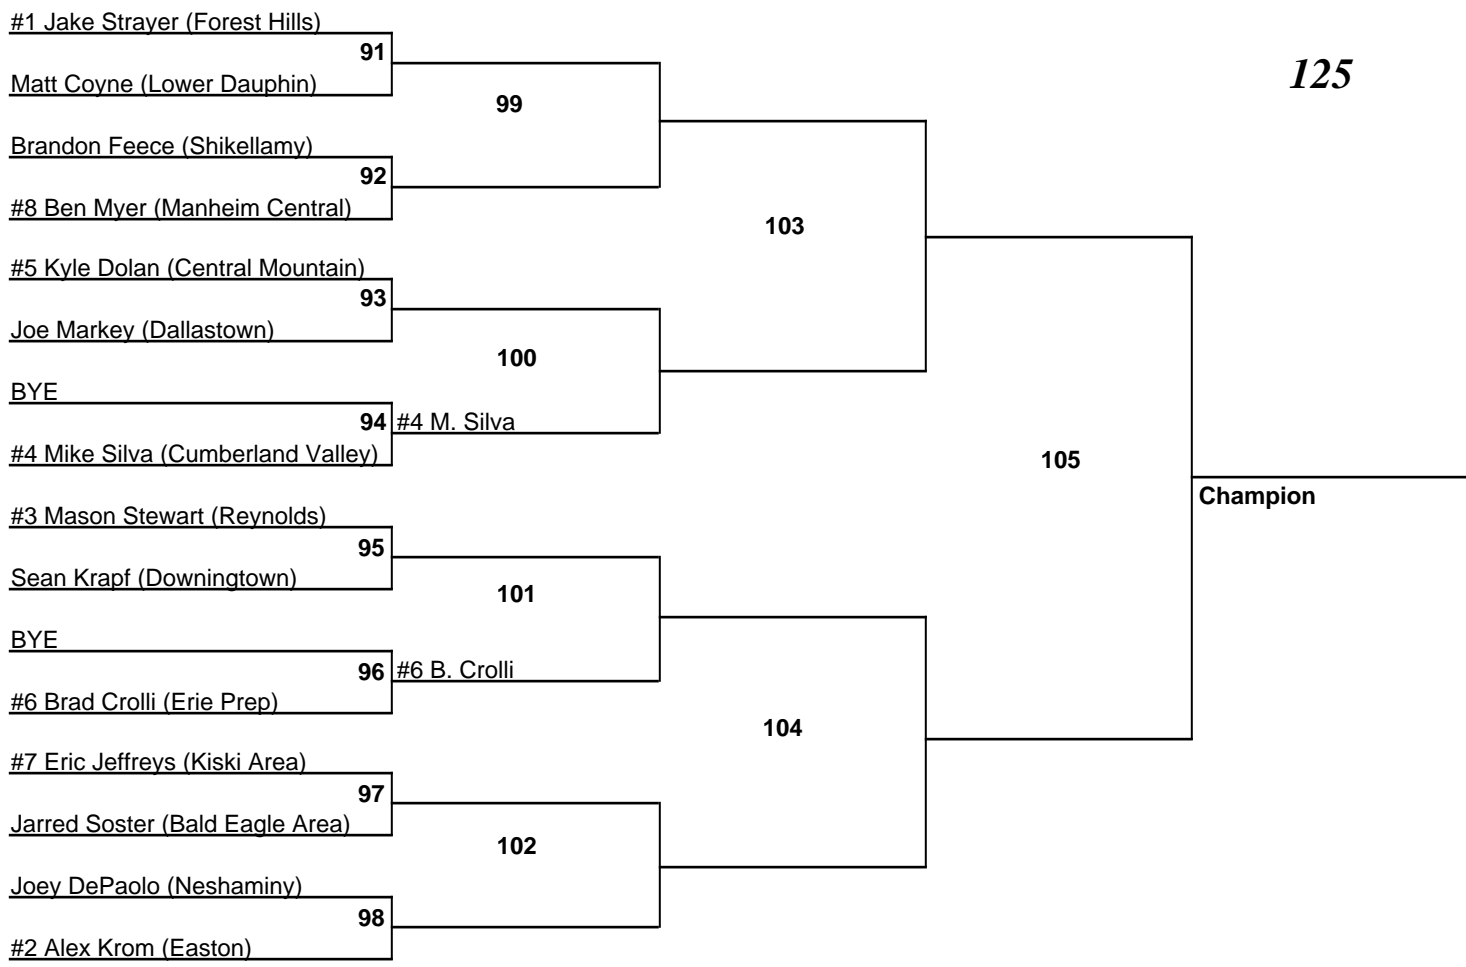 #1 Jake Strayer (Forest Hills)
91
125
Matt Coyne (Lower Dauphin)
99
Brandon Feece (Shikellamy)
92
#8 Ben Myer (Manheim Central)
103
#5 Kyle Dolan (Central Mountain)
93
Joe Markey (Dallastown)
100
BYE
94 #4 M. Silva
#4 Mike Silva (Cumberland Valley)
105
Champion
#3 Mason Stewart (Reynolds)
95
Sean Krapf (Downingtown)
101
BYE
96 #6 B. Crolli
#6 Brad Crolli (Erie Prep)
104
#7 Eric Jeffreys (Kiski Area)
97
Jarred Soster (Bald Eagle Area)
102
Joey DePaolo (Neshaminy)
98
#2 Alex Krom (Easton)